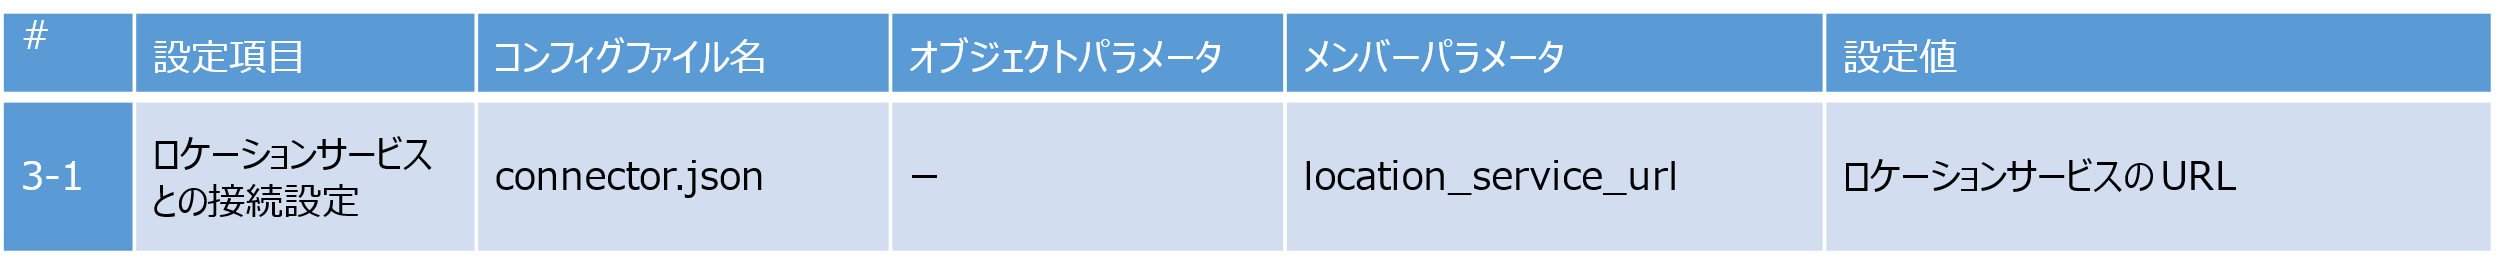 #
設定項目
コンフィグファイル名
オブジェクトパラメータ
メンバーパラメータ
設定値
3-1
ロケーションサービス
との接続設定
connector.json
―
location_service_url
ロケーションサービスのURL